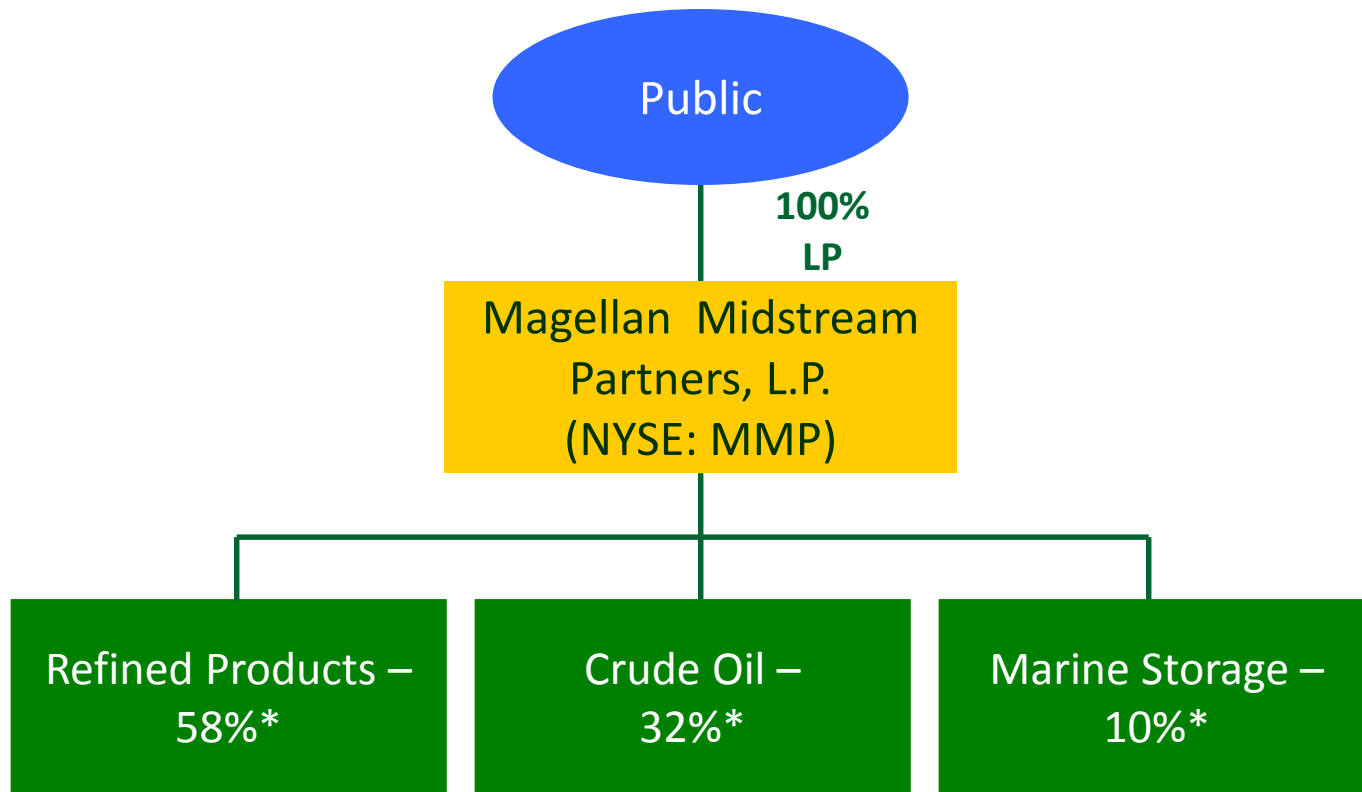 Public
100%
LP
Magellan  Midstream
Partners, L.P.
(NYSE: MMP)
Refined Products –
58%*
Crude Oil –
32%*
Marine Storage –
10%*